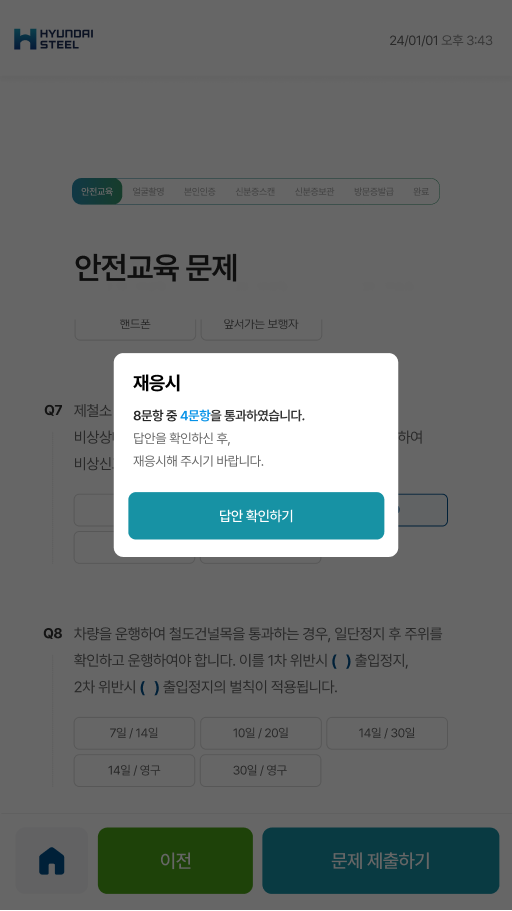 HYUNDAI
STEEL
24/01/01 오후 3:43
안전교육 얼굴촬영 본인인증 신분증스캔 신분증보관 방문증발급 완료
안전교육 문제
핸드폰 앞서가는 보행자
재응시
8문항 중 4문항을 통과하였습니다.
답안을 확인하신 후,
재응시해 주시기 바랍니다.
답안 확인하기
Q7 제철소
비상상 하여
비상신
Q8 차량을 운행하여 철도건널목을 통과하는 경우, 일단정지 후 주위를
확인하고 운행하여야 합니다. 이를 1차 위반시 ( ) 출입정지,
2차 위반시 ( ) 출입정지의 벌칙이 적용됩니다.
7일 / 14일 10일 / 20일 14일 / 30일
14일 / 영구 30일 / 영구
이전 문제 제출하기